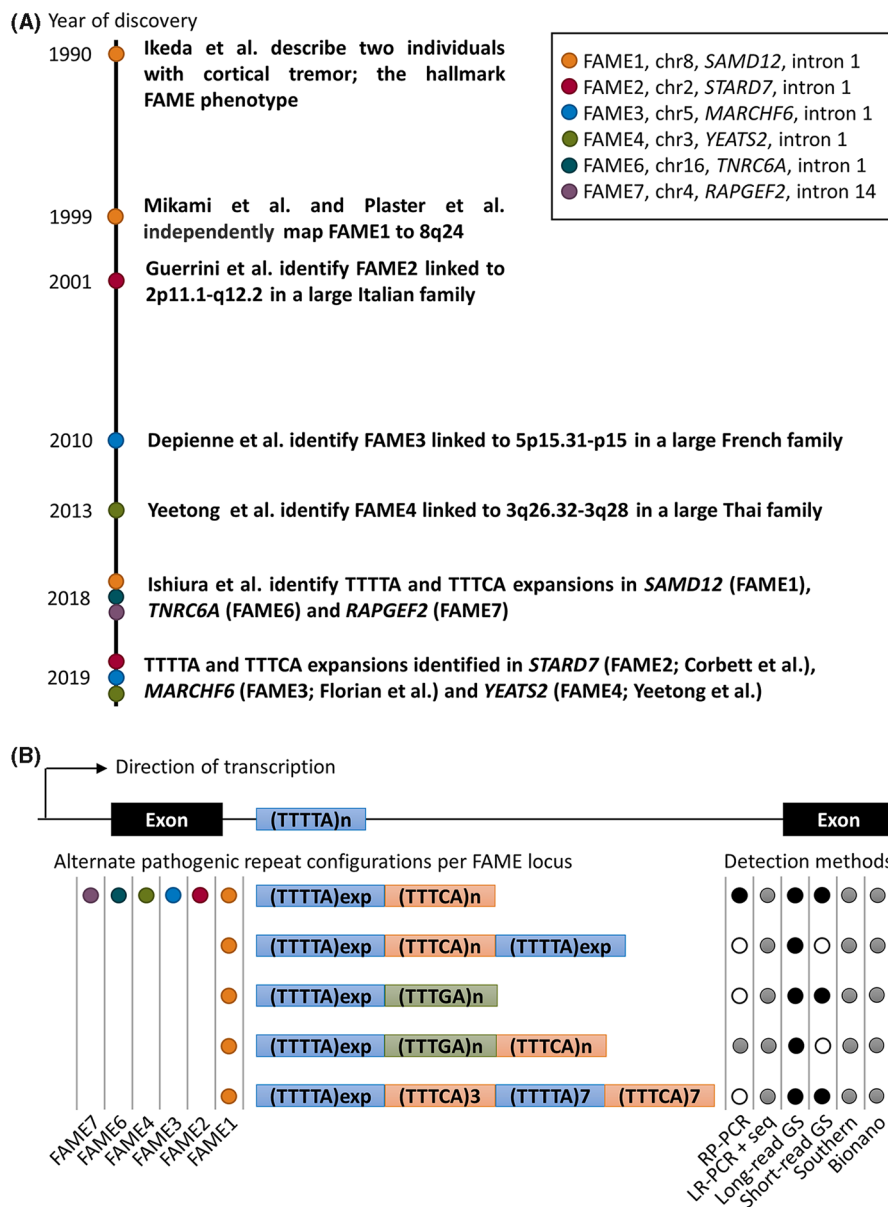 (A) Year of discovery
1990
Ikeda et al. describe two individuals
with cortical tremor; the hallmark
FAME phenotype
FAME1, chr8, SAMD12, intron 1
FAME2, chr2, STARD7, intron 1
FAME3, chr5, MARCHF6, intron 1
FAME4, chr3, YEATS2, intron 1
FAME6, chr16, TNRC6A, intron 1
FAME7, chr4, RAPGEF2, intron 14
1999
Mikami et al. and Plaster et al.
independently map FAME1 to 8q24
2001
Guerrini et al. identify FAME2 linked to
2p11.1-q12.2 in a large Italian family
2010
Depienne et al. identify FAME3 linked to 5p15.31-p15 in a large French family
2013
Yeetong et al. identify FAME4 linked to 3q26.32-3q28 in a large Thai family
2018
Ishiura et al. identify TTTTA and TTTCA expansions in SAMD12 (FAME1),
TNRC6A (FAME6) and RAPGEF2 (FAME7)
2019
TTTTA and TTTCA expansions identified in STARD7 (FAME2; Corbett et al.),
MARCHF6 (FAME3; Florian et al.) and YEATS2 (FAME4; Yeetong et al.)
(B)
Direction of transcription
Exon (TTTTA)n Exon
Alternate pathogenic repeat configurations per FAME locus
Detection methods
(TTTTA)exp (TTTCA)n
(TTTTA)exp (TTTCA)n (TTTTA)exp
(TTTTA)exp (TTTGA)n
(TTTTA)exp (TTTGA)n (TTTCA)n
(TTTTA)exp (TTTCA)3 (TTTTA)7 (TTTCA)7
FAME7
FAME6
FAME4
FAME3
FAME2
FAME1
RP-PCR
LR-PCR + seq
Long-read GS
Short-read GS
Southern
Bionano